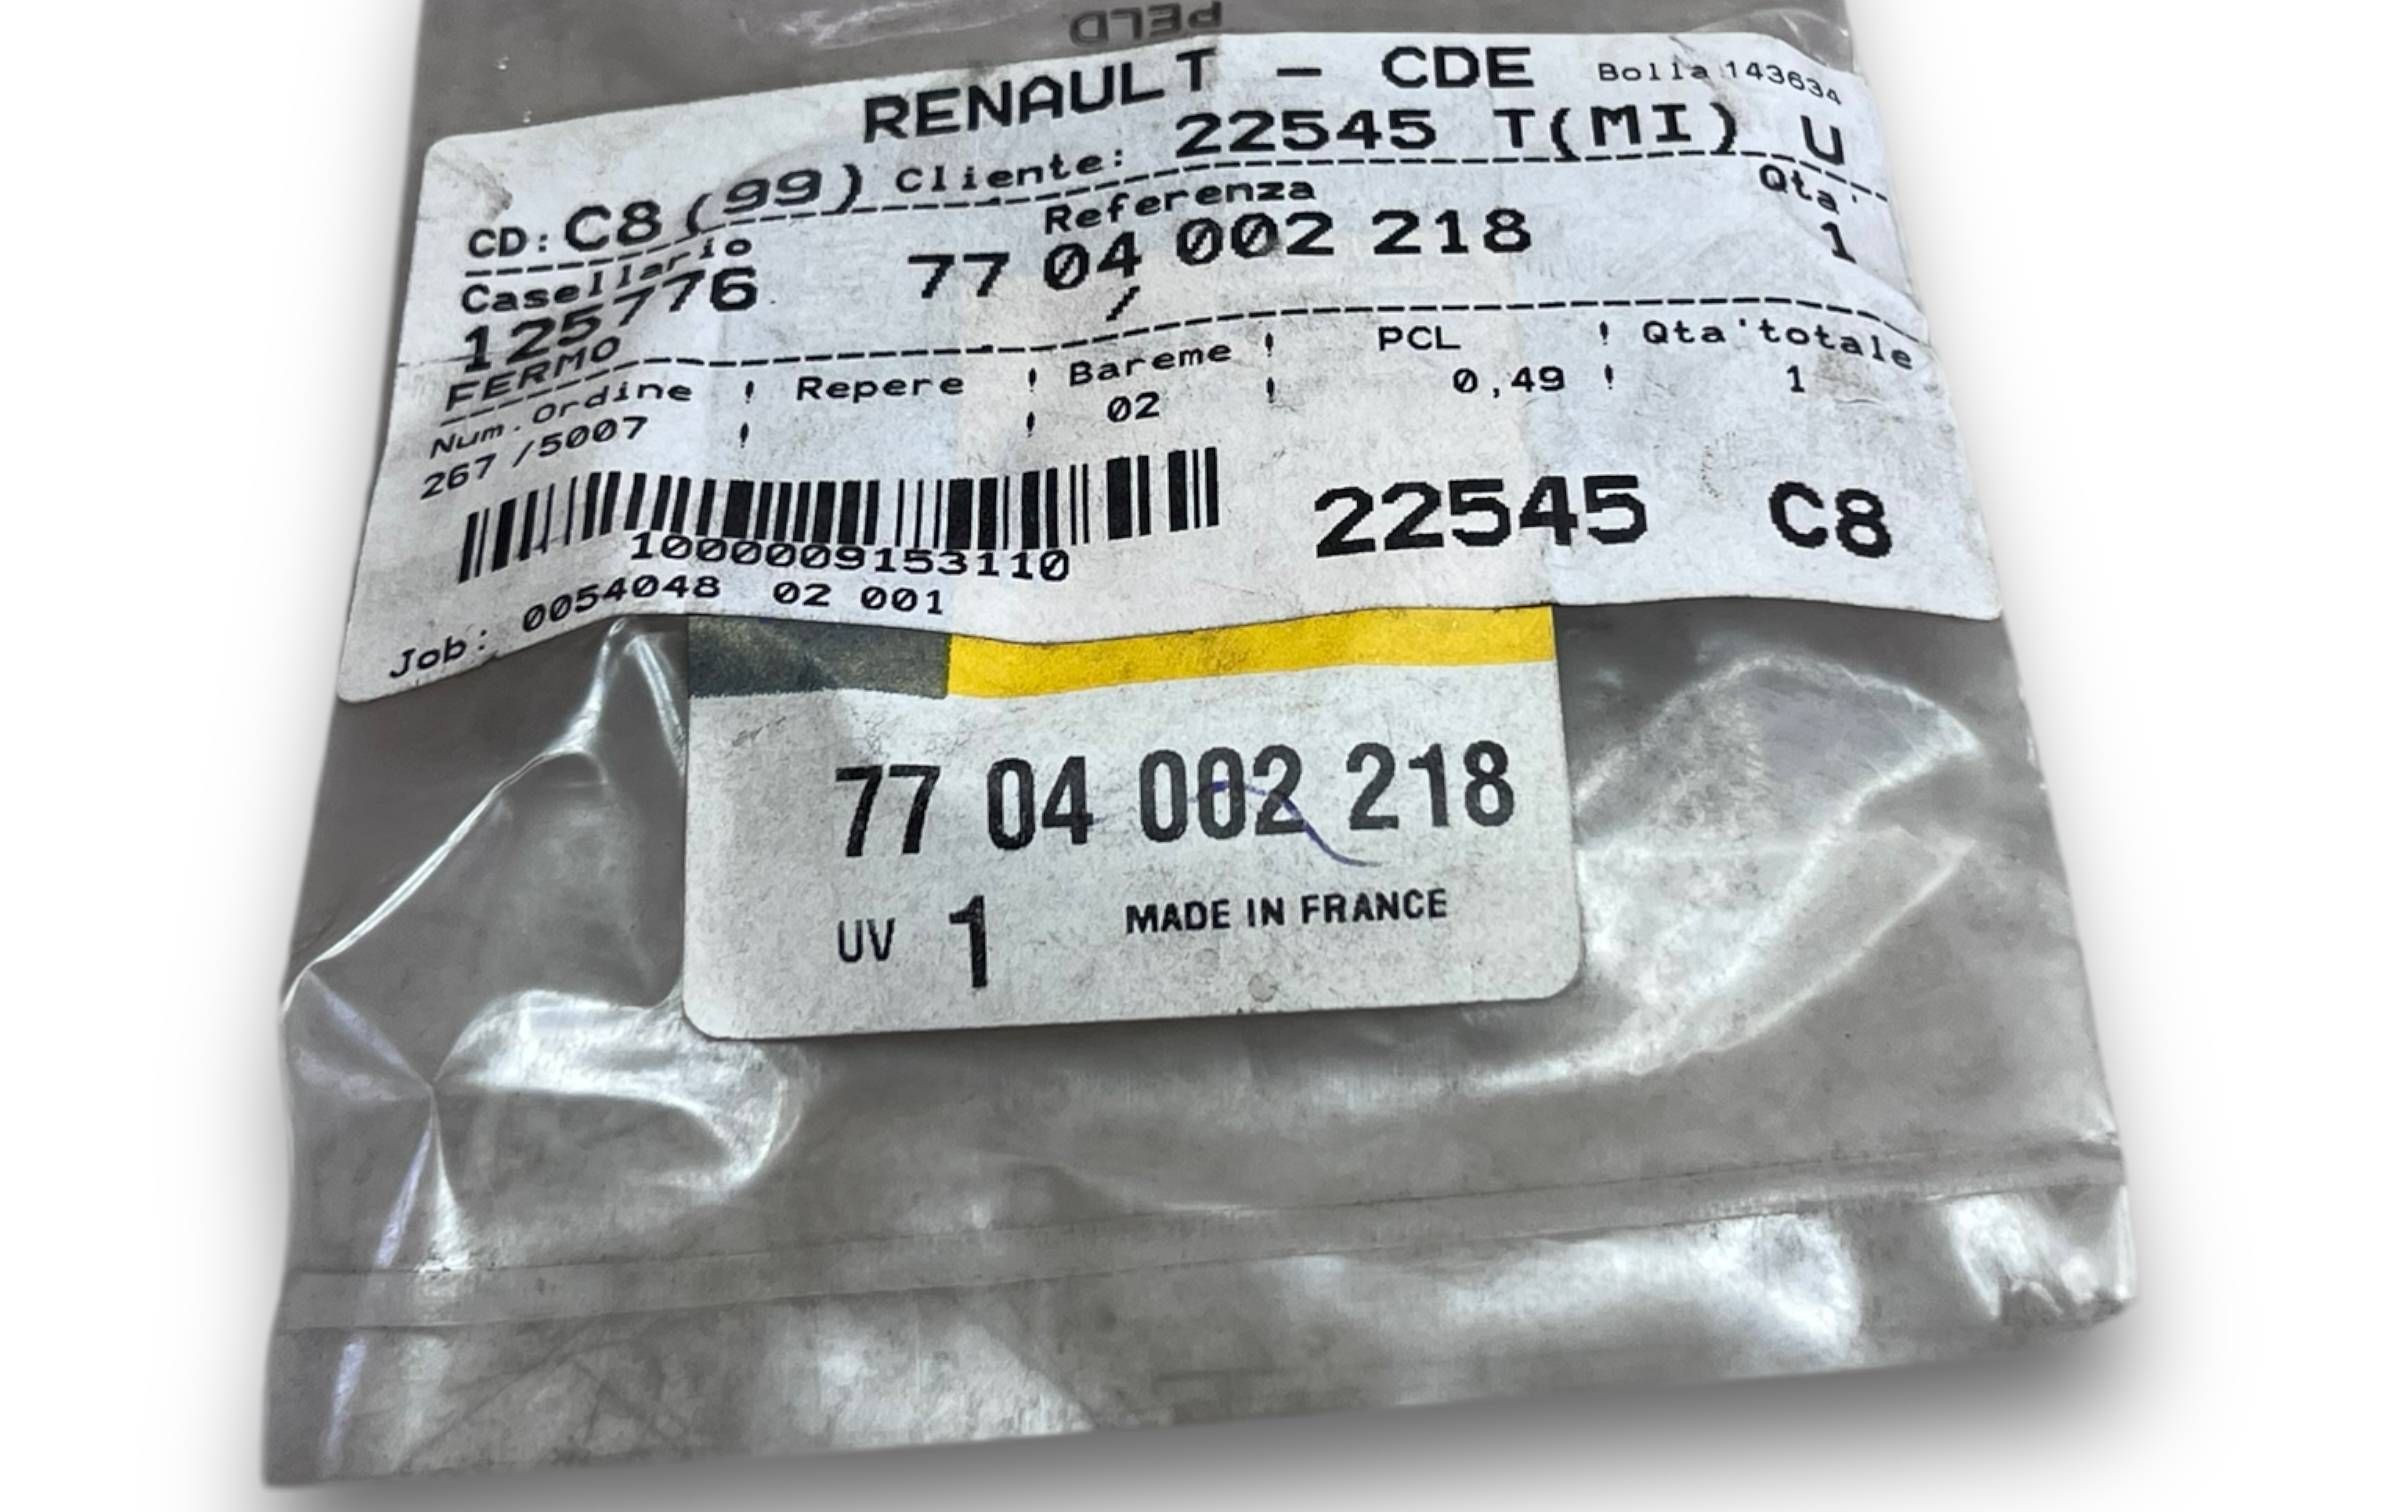 PELD
RENAULT - CDE Bolla 143634
CD: C8 (99) Cliente: 22545 T(MI) U
Casellario Referenza Qta'
125776 77 04 002 218 1
FERMO /
Num.Ordine ! Repere ! Bareme ! PCL ! Qta'totale
267 /5007 ! ! 02 ! 0,49 ! 1
1000009153110 22545 C8
Job: 0054048 02 001
77 04 002 218
UV 1 MADE IN FRANCE